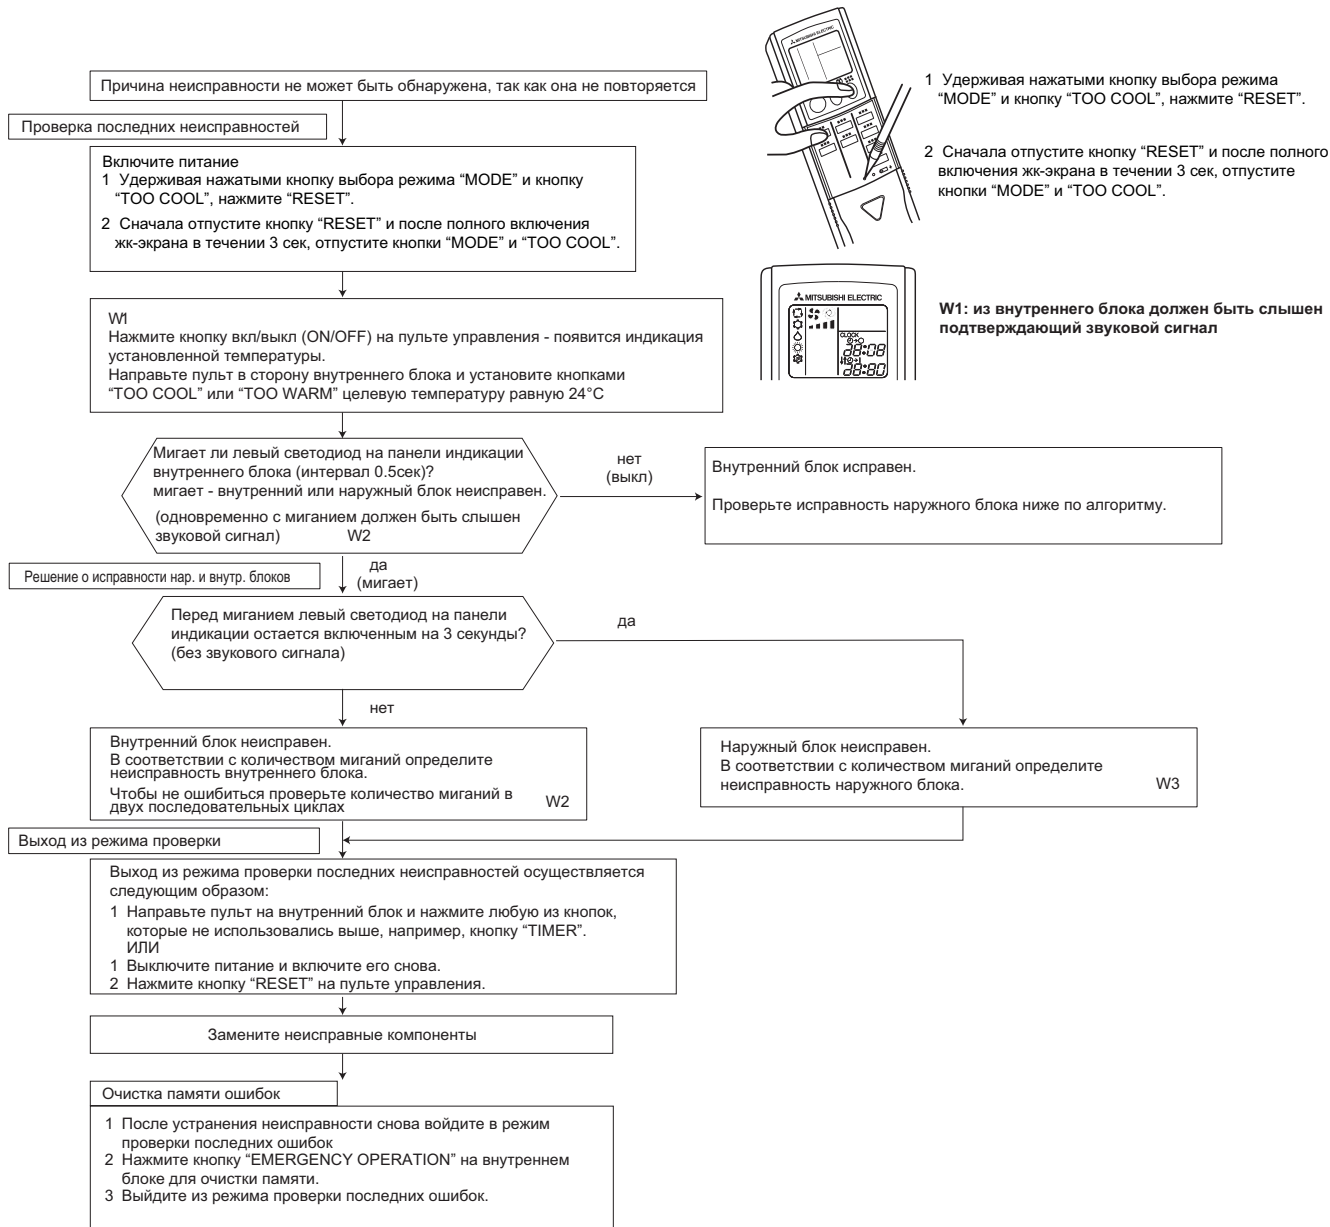 Причина неисправности не может быть обнаружена, так как она не повторяется
Проверка последних неисправностей
Включите питание
1 Удерживая нажатыми кнопку выбора режима “MODE” и кнопку
“TOO COOL”, нажмите “RESET”.
2 Сначала отпустите кнопку “RESET” и после полного включения
жк-экрана в течении 3 сек, отпустите кнопки “MODE” и “TOO COOL”.
MITSUBISHI ELECTRIC
1 Удерживая нажатыми кнопку выбора режима
“MODE” и кнопку “TOO COOL”, нажмите “RESET”.
2 Сначала отпустите кнопку “RESET” и после полного
включения жк-экрана в течении 3 сек, отпустите
кнопки “MODE” и “TOO COOL”.
MITSUBISHI ELECTRIC
CLOCK
28:08
28:80
W1: из внутреннего блока должен быть слышен
подтверждающий звуковой сигнал
W1
Нажмите кнопку вкл/выкл (ON/OFF) на пульте управления - появится индикация
установленной температуры.
Направьте пульт в сторону внутреннего блока и установите кнопками
“TOO COOL” или “TOO WARM” целевую температуру равную 24°C
Мигает ли левый светодиод на панели индикации
внутреннего блока (интервал 0.5сек)?
мигает - внутренний или наружный блок неисправен.
(одновременно с миганием должен быть слышен
звуковой сигнал) W2
нет
(выкл)
Внутренний блок исправен.
Проверьте исправность наружного блока ниже по алгоритму.
да
(мигает)
Решение о исправности нар. и внутр. блоков
Перед миганием левый светодиод на панели
индикации остается включенным на 3 секунды?
(без звукового сигнала)
да
нет
Внутренний блок неисправен.
В соответствии с количеством миганий определите
неисправность внутреннего блока.
Чтобы не ошибиться проверьте количество миганий в
двух последовательных циклах W2
Наружный блок неисправен.
В соответствии с количеством миганий определите
неисправность наружного блока. W3
Выход из режима проверки
Выход из режима проверки последних неисправностей осуществляется
следующим образом:
1 Направьте пульт на внутренний блок и нажмите любую из кнопок,
которые не использовались выше, например, кнопку “TIMER”.
ИЛИ
1 Выключите питание и включите его снова.
2 Нажмите кнопку “RESET” на пульте управления.
Замените неисправные компоненты
Очистка памяти ошибок
1 После устранения неисправности снова войдите в режим
проверки последних ошибок
2 Нажмите кнопку “EMERGENCY OPERATION” на внутреннем
блоке для очистки памяти.
3 Выйдите из режима проверки последних ошибок.